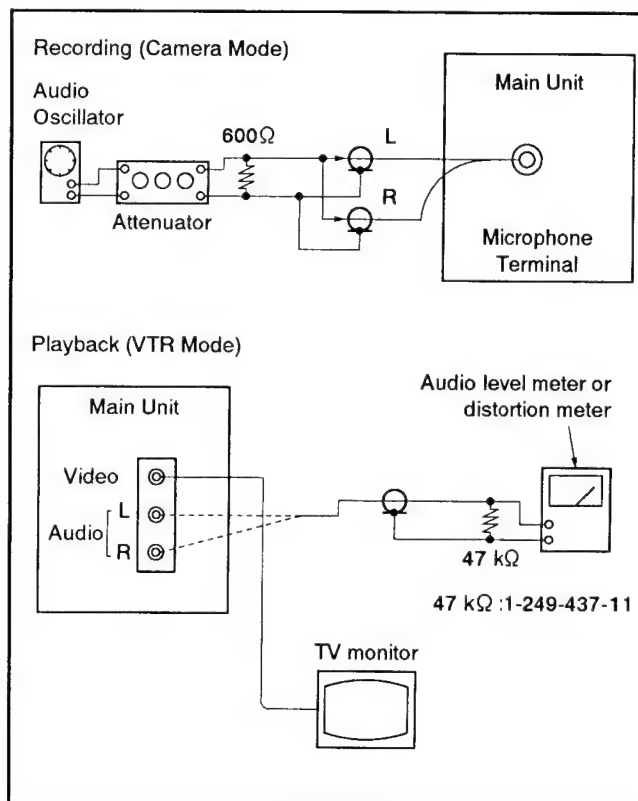 Recording (Camera Mode)
Audio
Oscillator
600Ω
Attenuator
L
R
Main Unit
Microphone
Terminal
Playback (VTR Mode)
Main Unit
Video
Audio
L
R
Audio level meter or
distortion meter
47 kΩ
47 kΩ :1-249-437-11
TV monitor